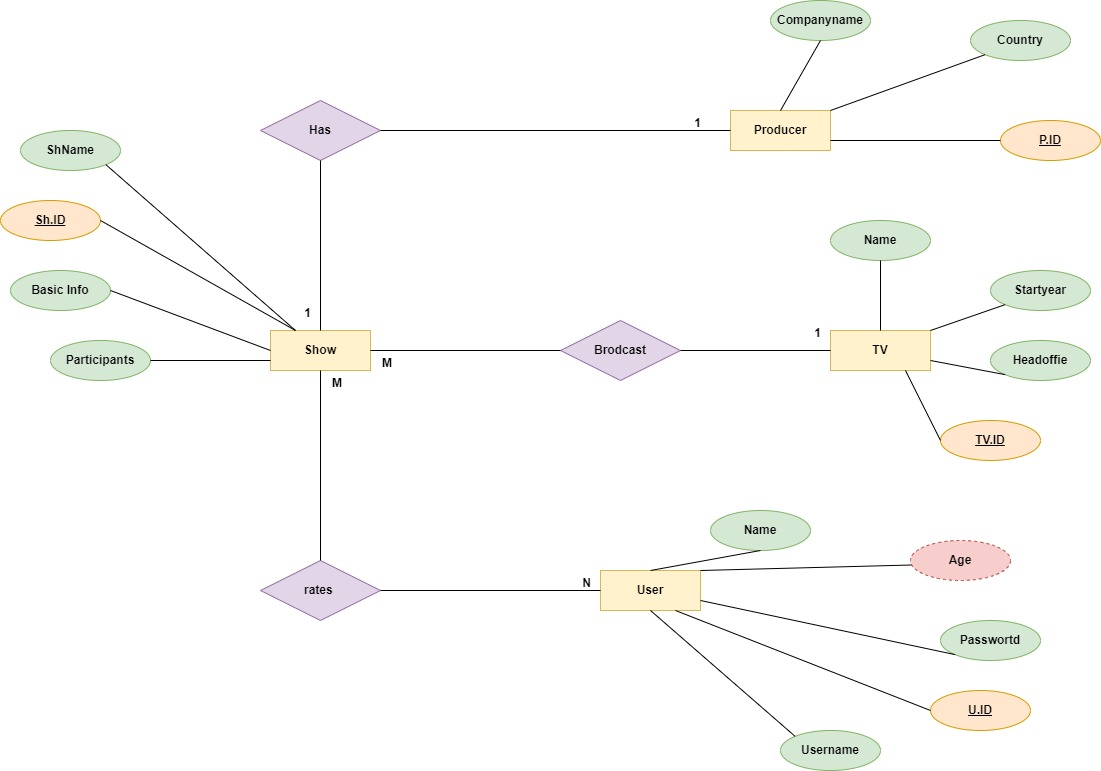 Companyname
Country
Has
1
Producer
P.ID
ShName
Sh.ID
Name
Basic Info
Startyear
1
1
Show
Brodcast
TV
Participants
M
Headoffie
M
TV.ID
Name
Age
rates
N
User
Passwortd
U.ID
Username